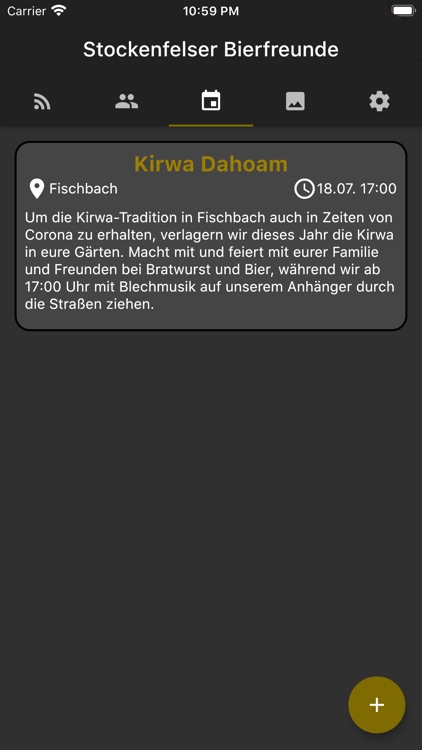 Carrier 10:59 PM
Stockenfelser Bierfreunde
Kirwa Dahoam
Fischbach 18.07. 17:00
Um die Kirwa-Tradition in Fischbach auch in Zeiten von
Corona zu erhalten, verlagern wir dieses Jahr die Kirwa
in eure Gärten. Macht mit und feiert mit eurer Familie
und Freunden bei Bratwurst und Bier, während wir ab
17:00 Uhr mit Blechmusik auf unserem Anhänger durch
die Straßen ziehen.